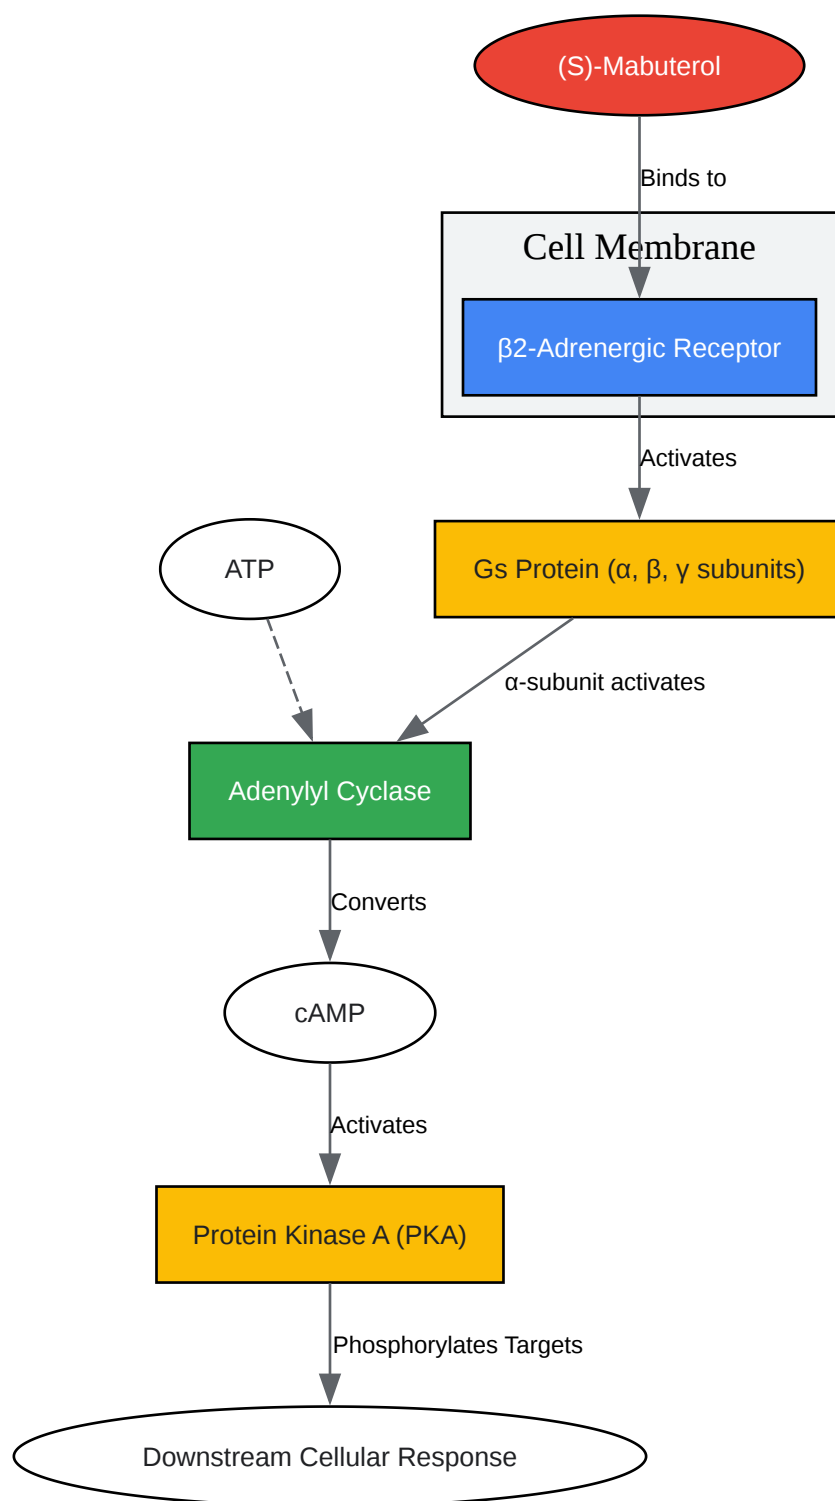 (S)-Mabuterol
Binds to
Cell Membrane
β2-Adrenergic Receptor
Activates
ATP
Gs Protein (α, β, γ subunits)
α-subunit activates
Adenylyl Cyclase
Converts
cAMP
Activates
Protein Kinase A (PKA)
Phosphorylates Targets
Downstream Cellular Response